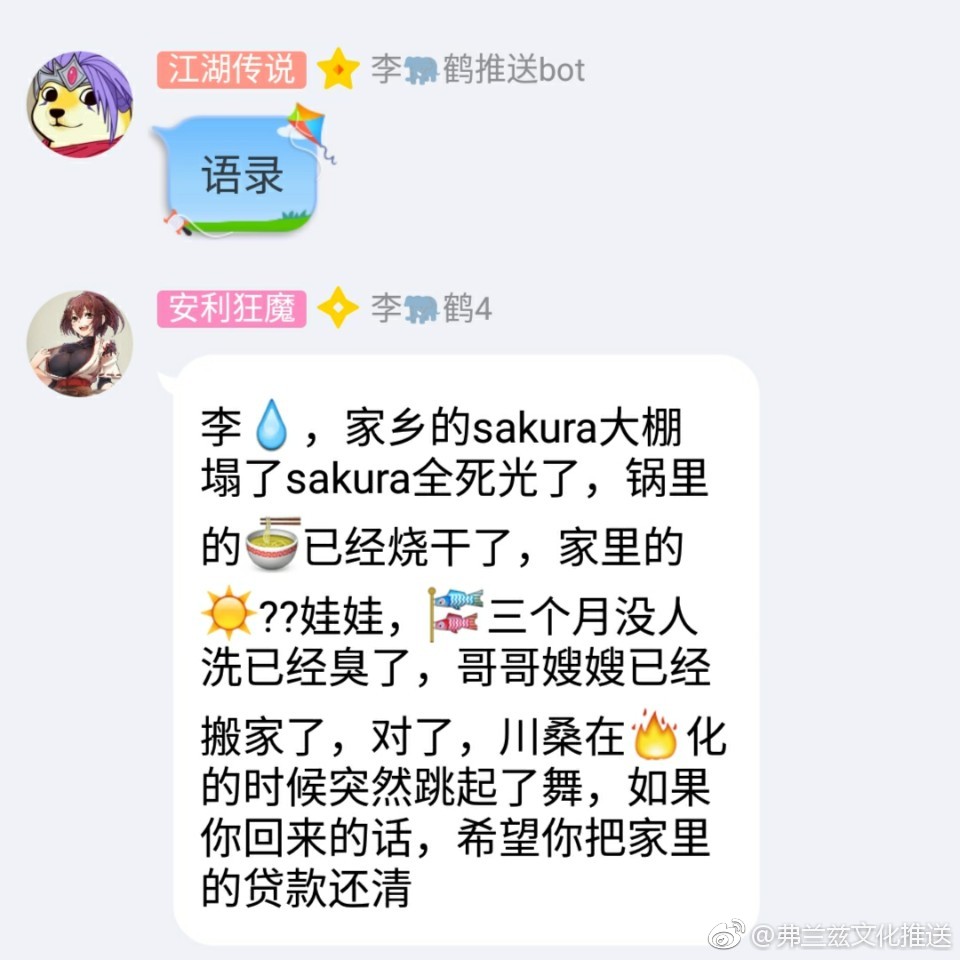 江湖传说 李🐘鹤推送bot
语录
安利狂魔 李🐘鹤4
李💧，家乡的sakura大棚
塌了sakura全死光了，锅里
的🍜已经烧干了，家里的
☀??娃娃，🎏三个月没人
洗已经臭了，哥哥嫂嫂已经
搬家了，对了，川桑在🔥化
的时候突然跳起了舞，如果
你回来的话，希望你把家里
的贷款还清
@弗兰兹文化推送